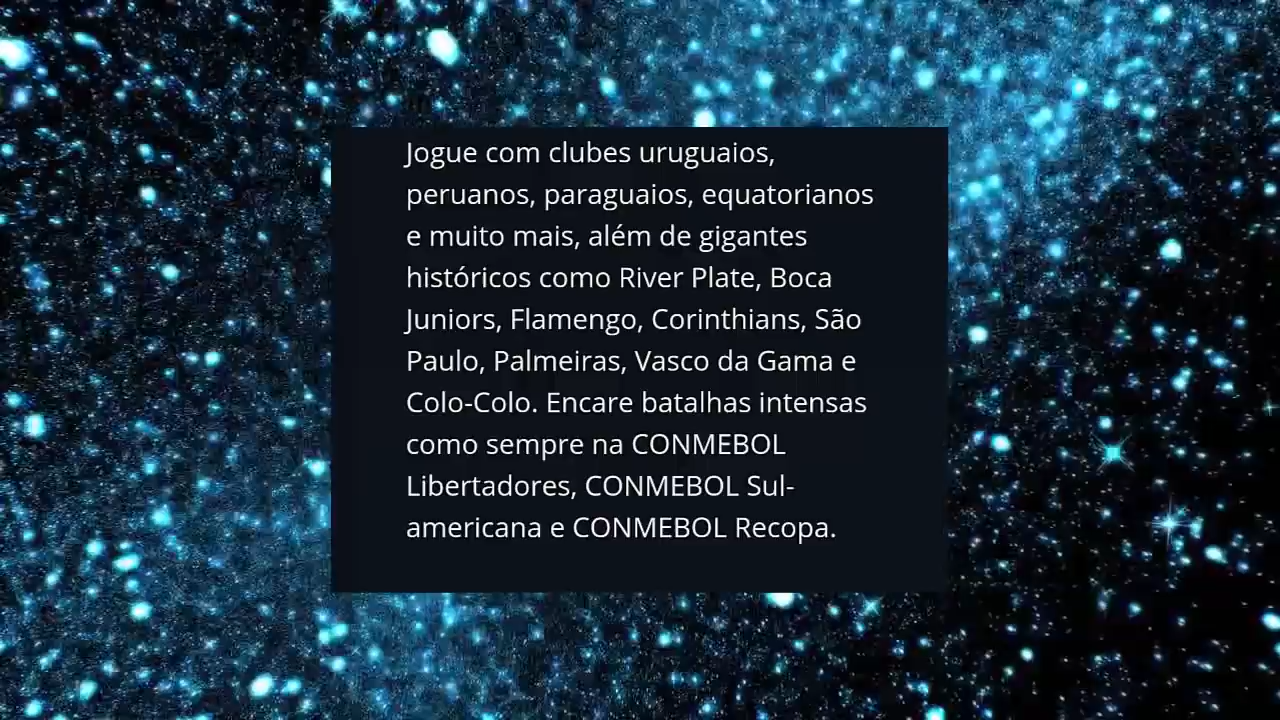 Jogue com clubes uruguaios,
peruanos, paraguaios, equatorianos
e muito mais, além de gigantes
históricos como River Plate, Boca
Juniors, Flamengo, Corinthians, São
Paulo, Palmeiras, Vasco da Gama e
Colo-Colo. Encare batalhas intensas
como sempre na CONMEBOL
Libertadores, CONMEBOL Sul-
americana e CONMEBOL Recopa.